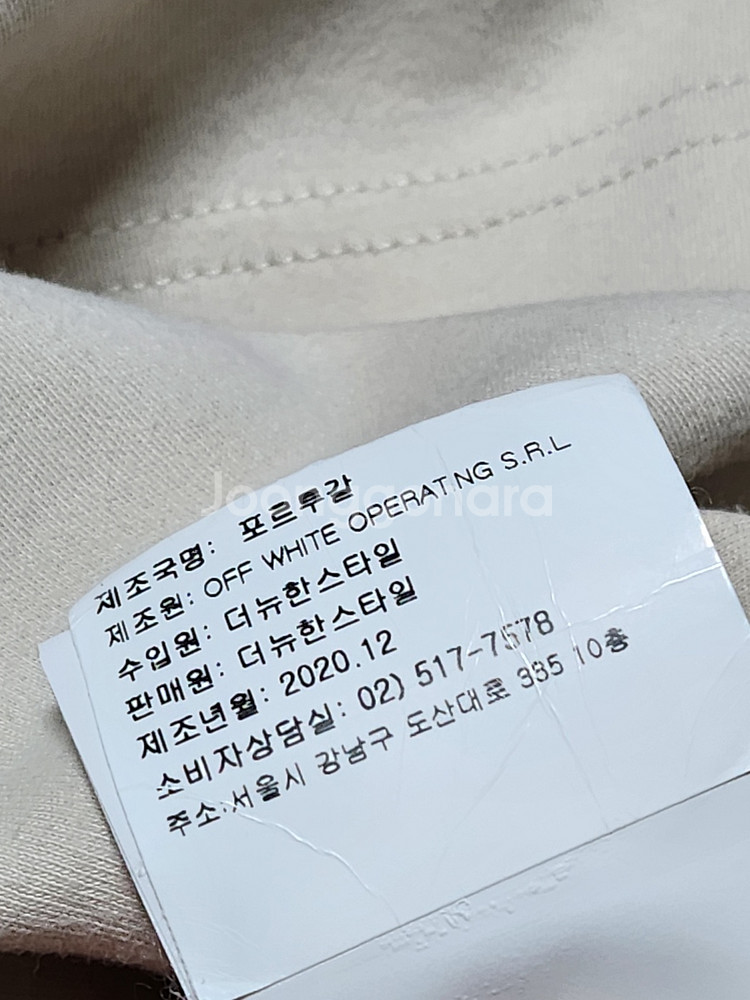 Joonggonara
제조국명: 포르투갈
제조원: OFF WHITE OPERATING S.R.L
수입원: 더뉴한스타일
판매원: 더뉴한스타일
제조년월: 2020.12
소비자상담실: 02) 517-7578
주소:서울시 강남구 도산대로 335 10층